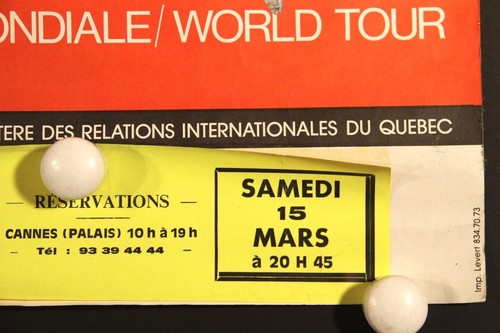 ONDIALE/WORLD TOUR
TERE DES RELATIONS INTERNATIONALES DU QUEBEC
— RÉSERVATIONS —
CANNES (PALAIS) 10 h à 19 h
— Tél : 93 39 44 44 —
SAMEDI
15
MARS
à 20 H 45
Imp. Levert 834.70.73